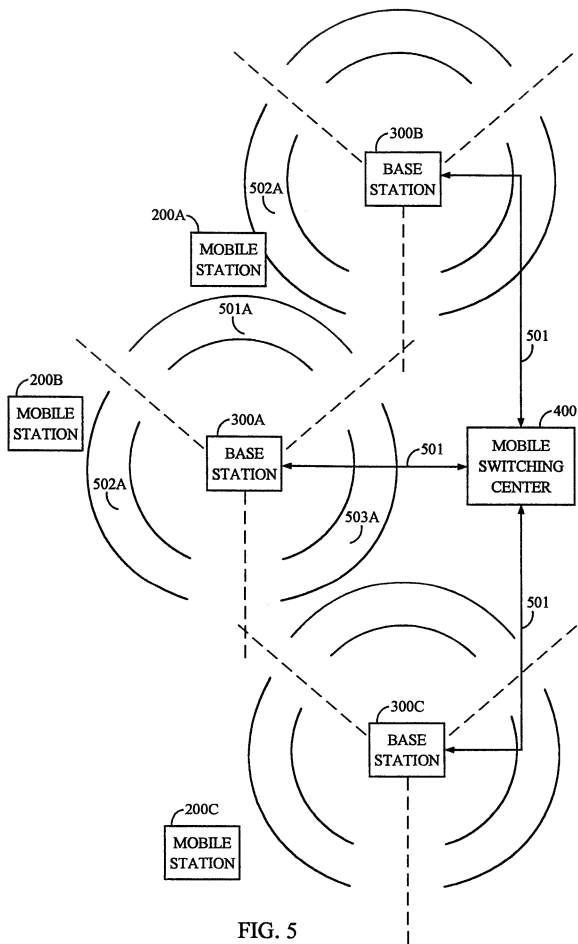 300B
BASE
STATION
502A
200A
MOBILE
STATION
501A
501
200B
MOBILE
STATION
300A
BASE
STATION
501
400
MOBILE
SWITCHING
CENTER
502A
503A
501
300C
BASE
STATION
200C
MOBILE
STATION
FIG. 5